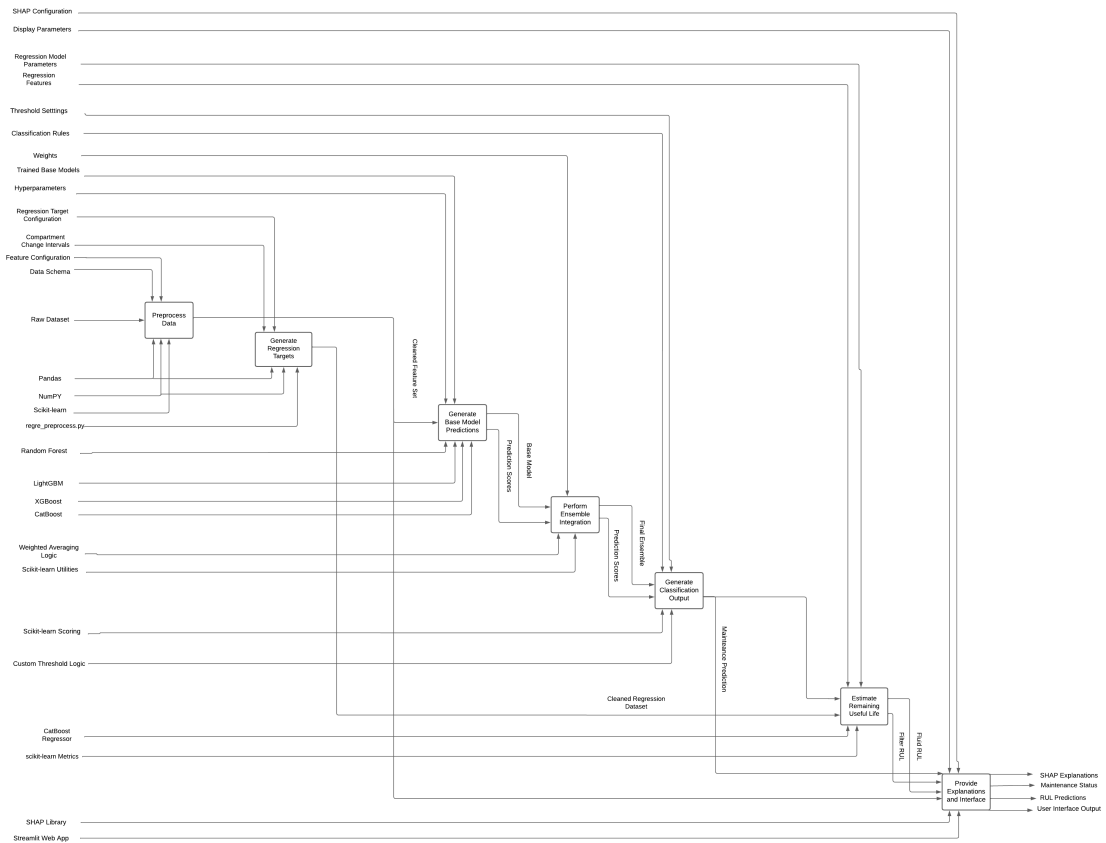 SHAP Configuration
Display Parameters
Regression Model
Parameters
Regression
Features
Threshold Setttings
Classification Rules
Weights
Trained Base Models
Hyperparameters
Regression Target
Configuration
Compartment
Change Intervals
Feature Configuration
Data Schema
Raw Dataset
Preprocess
Data
Generate
Regression
Targets
Pandas
NumPY
Scikit-learn
regre_preprocess.py
Cleaned Feature Set
Generate
Base Model
Predictions
Random Forest
LightGBM
XGBoost
CatBoost
Prediction Scores
Base Model
Perform
Ensemble
Integration
Weighted Averaging
Logic
Scikit-learn Utilities
Prediction Scores
Final Ensemble
Generate
Classification
Output
Scikit-learn Scoring
Custom Threshold Logic
Mainteance Prediction
Cleaned Regression
Dataset
Estimate
Remaining
Useful Life
CatBoost
Regressor
scikit-learn Metrics
Filter RUL
Fluid RUL
Provide
Explanations
and Interface
SHAP Explanations
Maintenance Status
RUL Predictions
User Interface Output
SHAP Library
Streamlit Web App